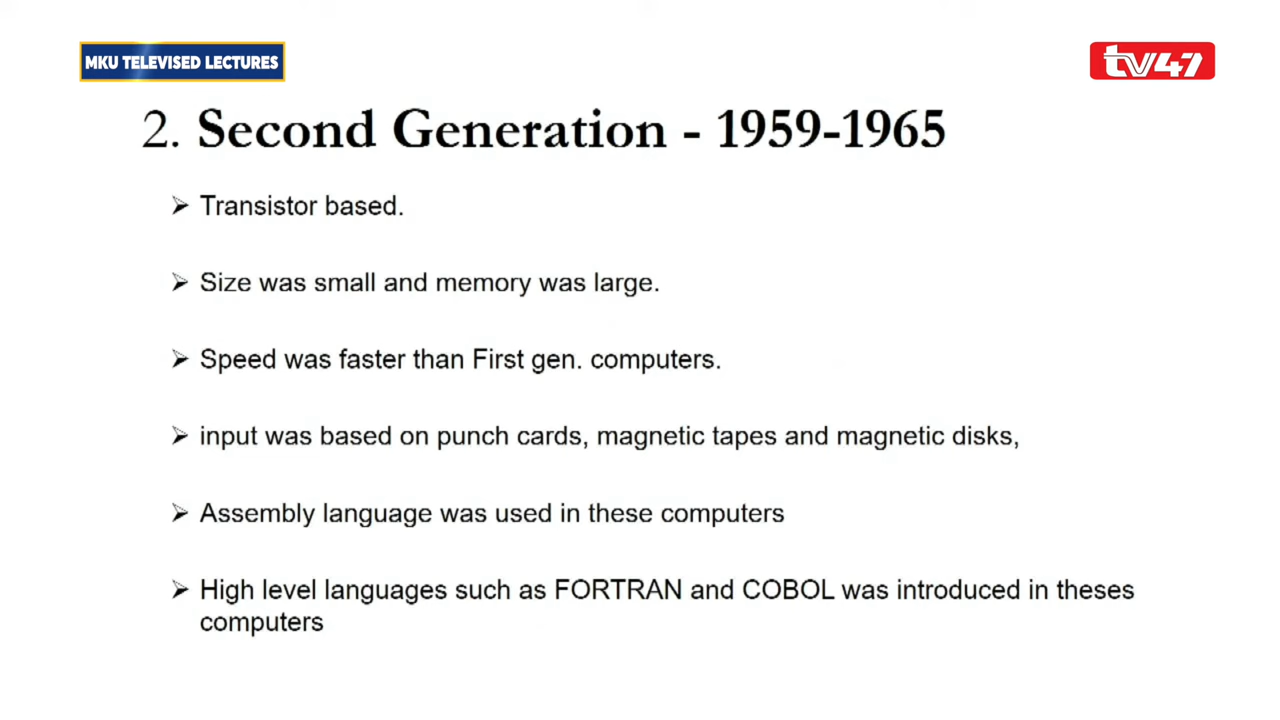 MKU TELEVISED LECTURES
tv47
2. Second Generation - 1959-1965
➢ Transistor based.
➢ Size was small and memory was large.
➢ Speed was faster than First gen. computers.
➢ input was based on punch cards, magnetic tapes and magnetic disks,
➢ Assembly language was used in these computers
➢ High level languages such as FORTRAN and COBOL was introduced in theses
computers